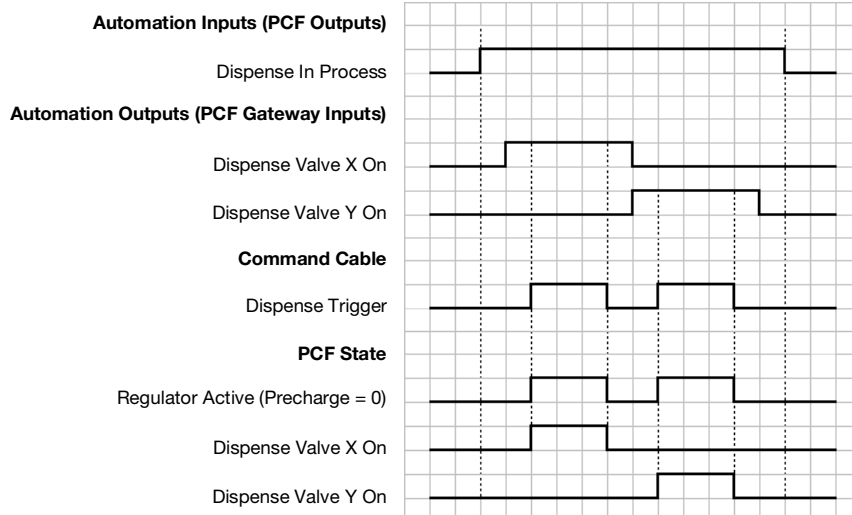 Automation Inputs (PCF Outputs)
Dispense In Process
Automation Outputs (PCF Gateway Inputs)
Dispense Valve X On
Dispense Valve Y On
Command Cable
Dispense Trigger
PCF State
Regulator Active (Precharge = 0)
Dispense Valve X On
Dispense Valve Y On